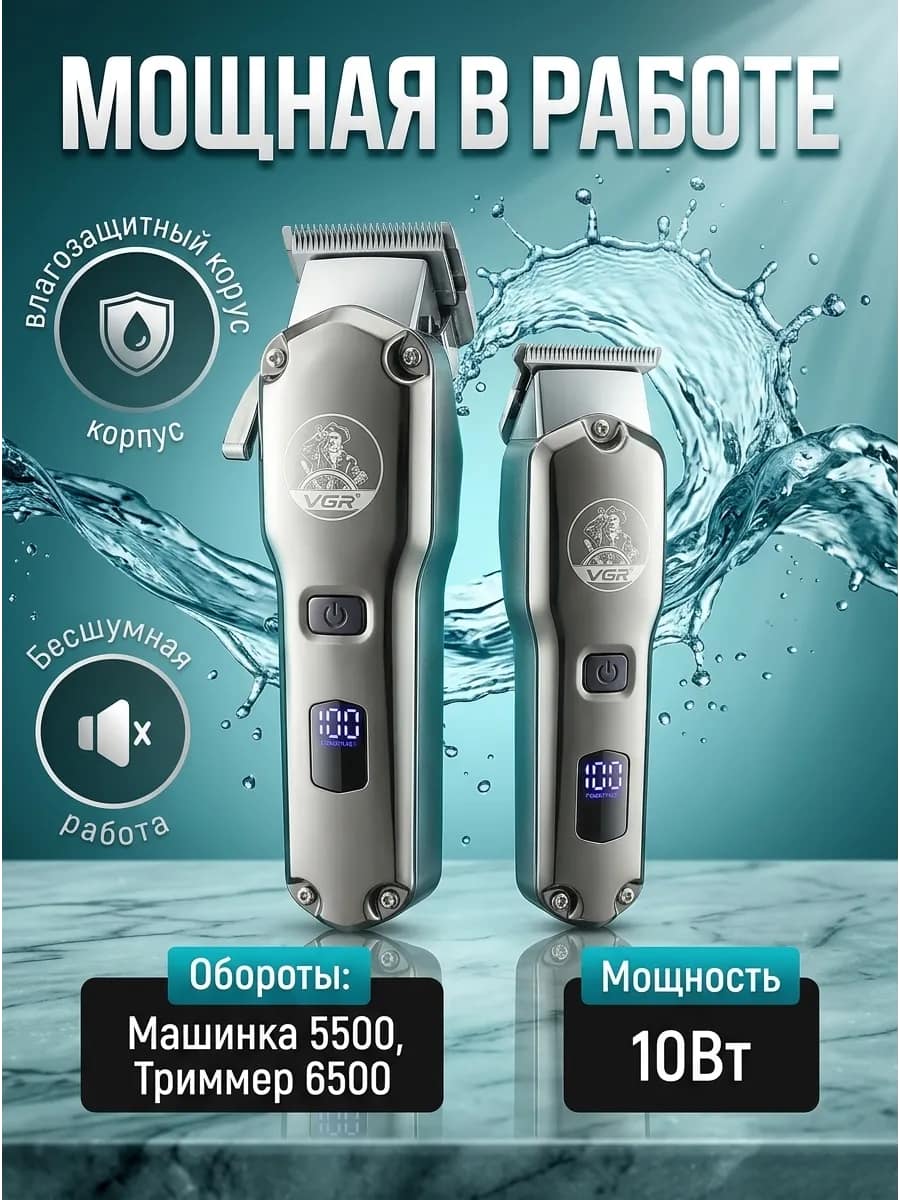 МОЩНАЯ В РАБОТЕ
влагозащитный корус
корпус
VGR
VGR
Бесшумная
работа
100
100
Обороты:
Машинка 5500,
Триммер 6500
Мощность
10Вт